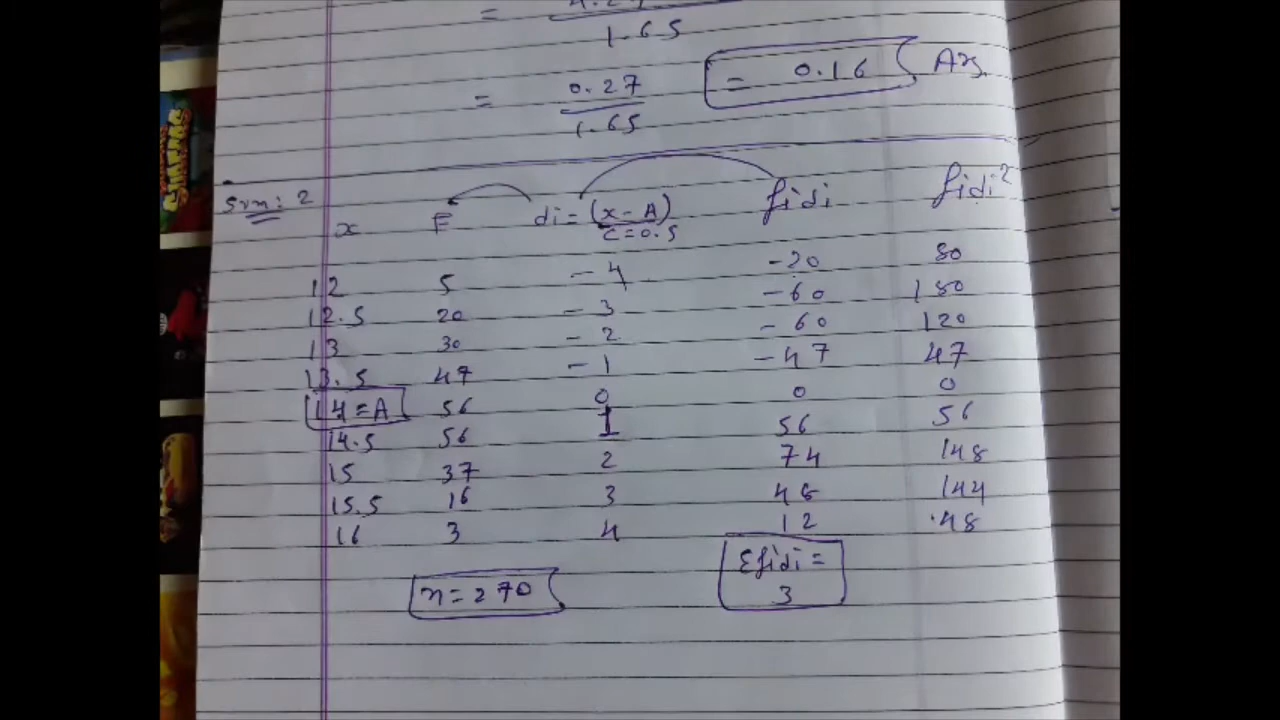 =
1.65
= 0.27 = 0.16 Ans
1.65
Sum: 2
x F di = (x - A) fidi fidi²
C = 0.5
12 5 - 4 - 20 80
12.5 20 - 3 - 60 180
13 30 - 2 - 60 120
13.5 47 - 1 - 47 47
14 = A 56 0 0 0
14.5 56 1 56 56
15 37 2 74 148
15.5 16 3 48 144
16 3 4 12 48
n = 270 Σfidi =
3